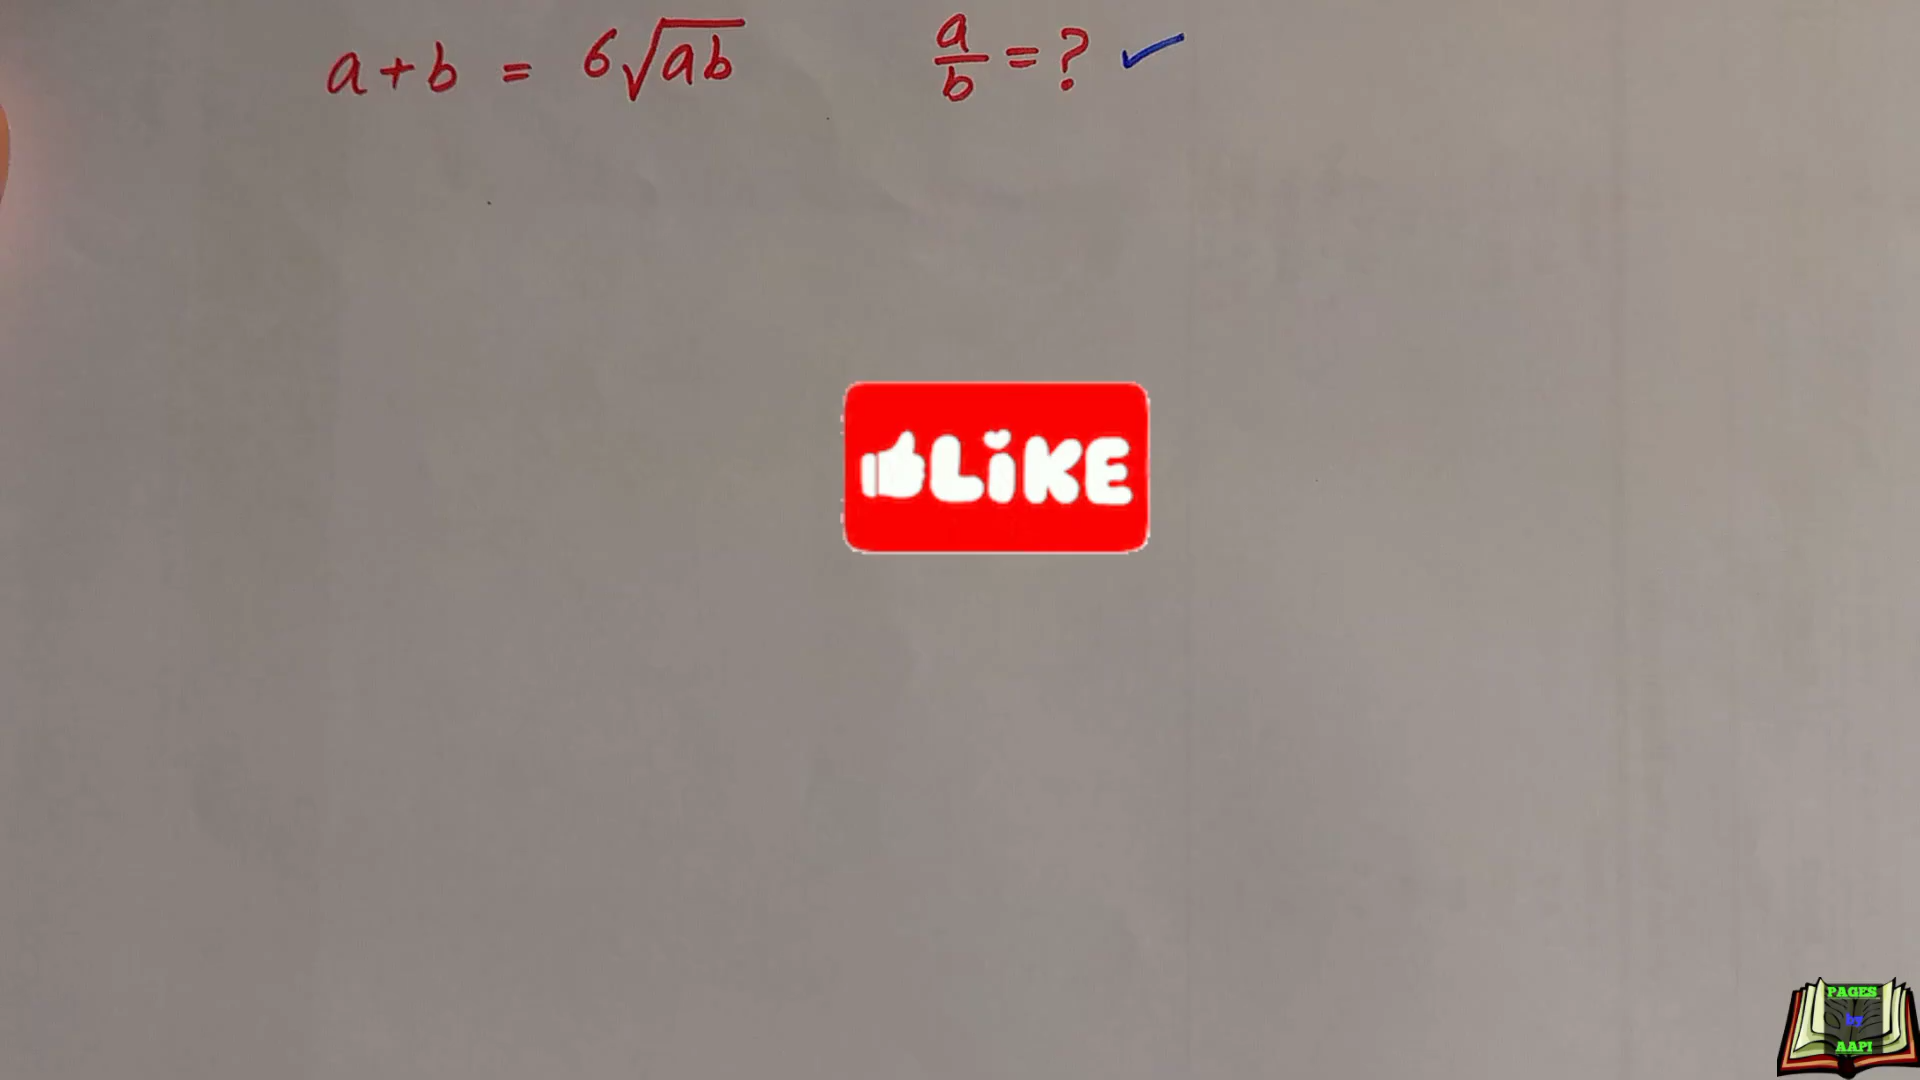 a + b = 6√ab a/b = ? ✓
LiKE
PAGES
by
AAPI